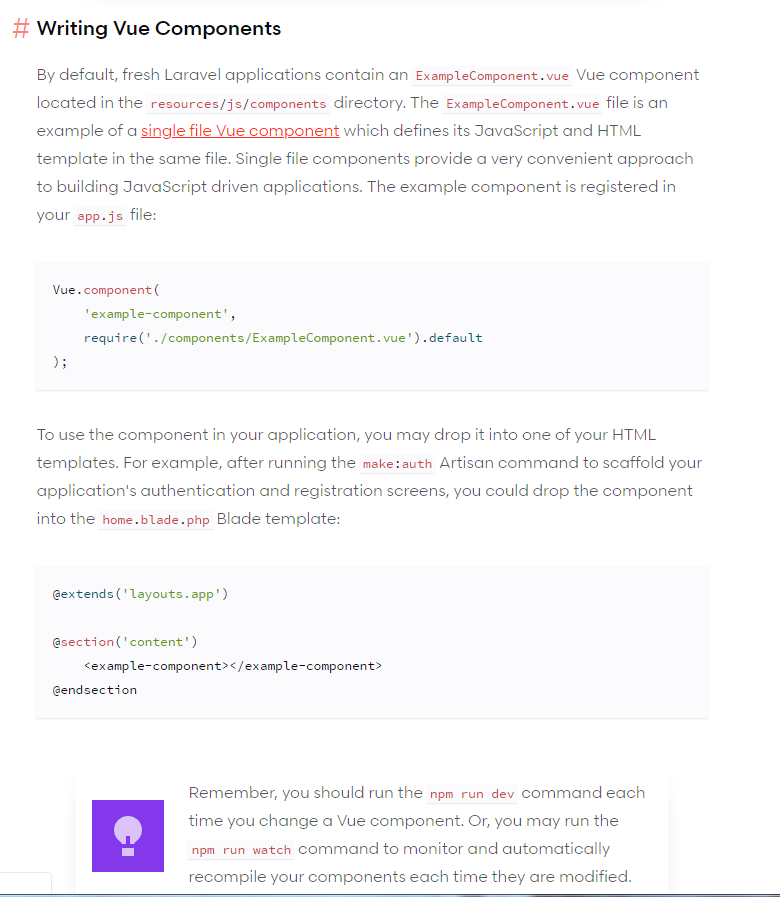 # Writing Vue Components
By default, fresh Laravel applications contain an ExampleComponent.vue Vue component
located in the resources/js/components directory. The ExampleComponent.vue file is an
example of a single file Vue component which defines its JavaScript and HTML
template in the same file. Single file components provide a very convenient approach
to building JavaScript driven applications. The example component is registered in
your app.js file:
Vue.component(
    'example-component',
    require('./components/ExampleComponent.vue').default
);
To use the component in your application, you may drop it into one of your HTML
templates. For example, after running the make:auth Artisan command to scaffold your
application's authentication and registration screens, you could drop the component
into the home.blade.php Blade template:
@extends('layouts.app')
@section('content')
    <example-component></example-component>
@endsection
Remember, you should run the npm run dev command each
time you change a Vue component. Or, you may run the
npm run watch command to monitor and automatically
recompile your components each time they are modified.